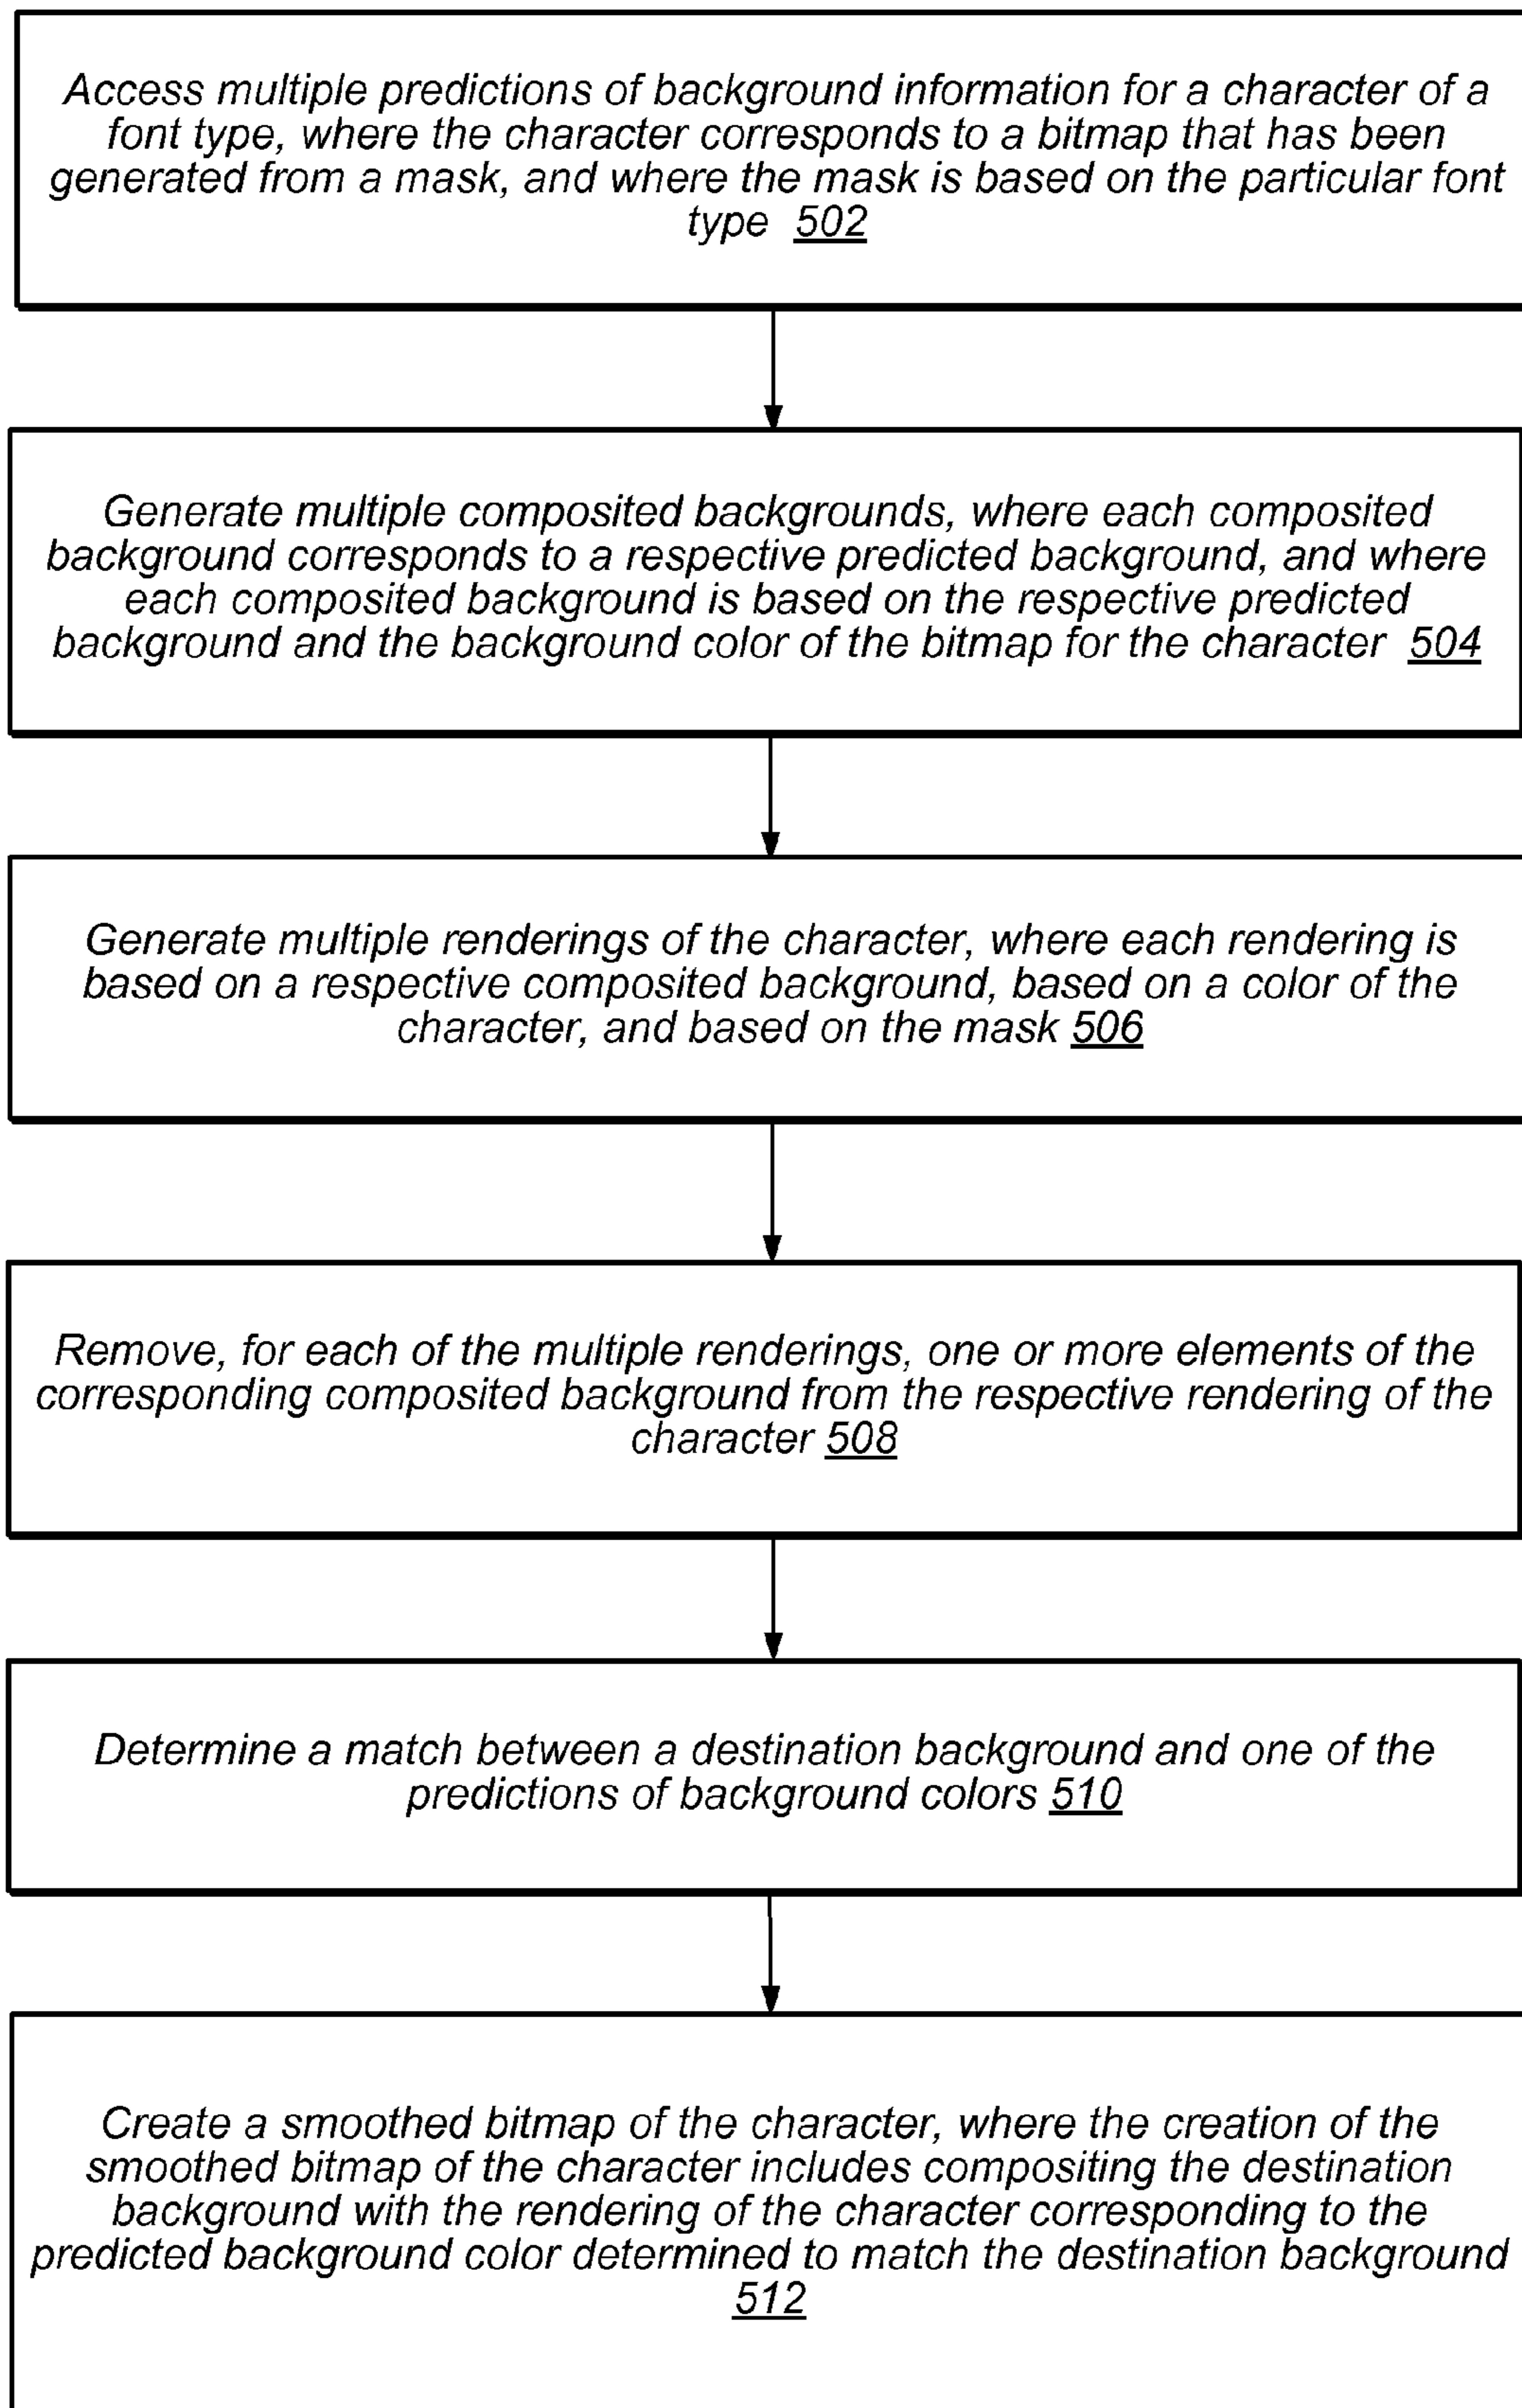 Access multiple predictions of background information for a character of a
font type, where the character corresponds to a bitmap that has been
generated from a mask, and where the mask is based on the particular font
type 502
Generate multiple composited backgrounds, where each composited
background corresponds to a respective predicted background, and where
each composited background is based on the respective predicted
background and the background color of the bitmap for the character 504
Generate multiple renderings of the character, where each rendering is
based on a respective composited background, based on a color of the
character, and based on the mask 506
Remove, for each of the multiple renderings, one or more elements of the
corresponding composited background from the respective rendering of the
character 508
Determine a match between a destination background and one of the
predictions of background colors 510
Create a smoothed bitmap of the character, where the creation of the
smoothed bitmap of the character includes compositing the destination
background with the rendering of the character corresponding to the
predicted background color determined to match the destination background
512